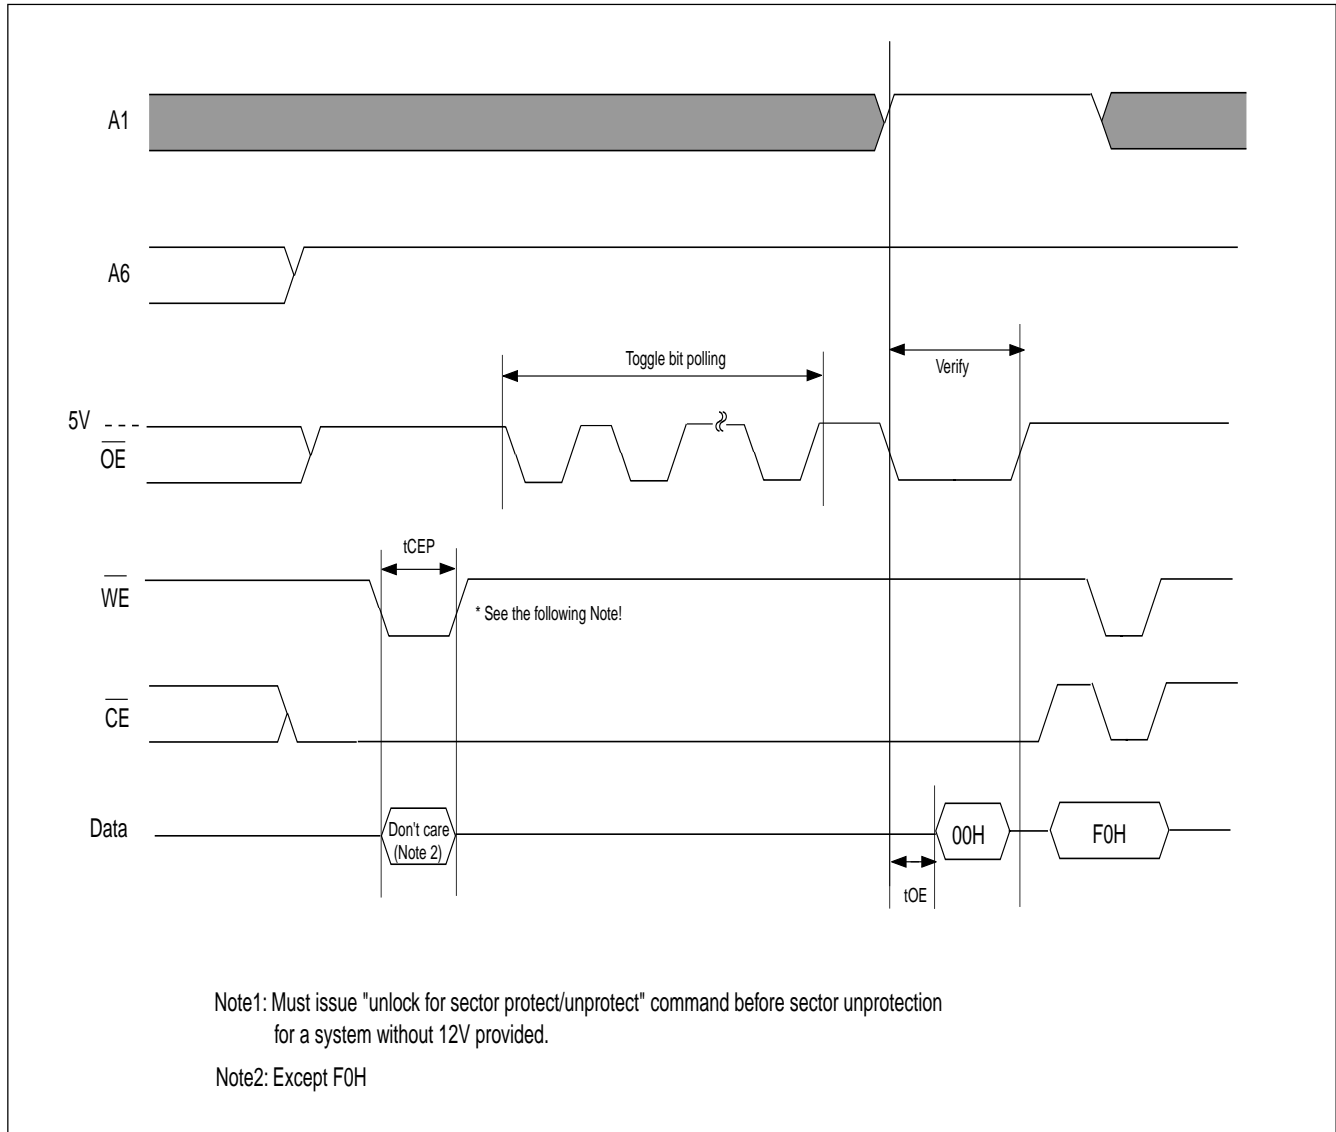 A1
A6
Toggle bit polling
Verify
5V
OE
tCEP
WE
* See the following Note!
CE
Data
Don't care
(Note 2)
00H
F0H
tOE
Note1: Must issue "unlock for sector protect/unprotect" command before sector unprotection
for a system without 12V provided.
Note2: Except F0H